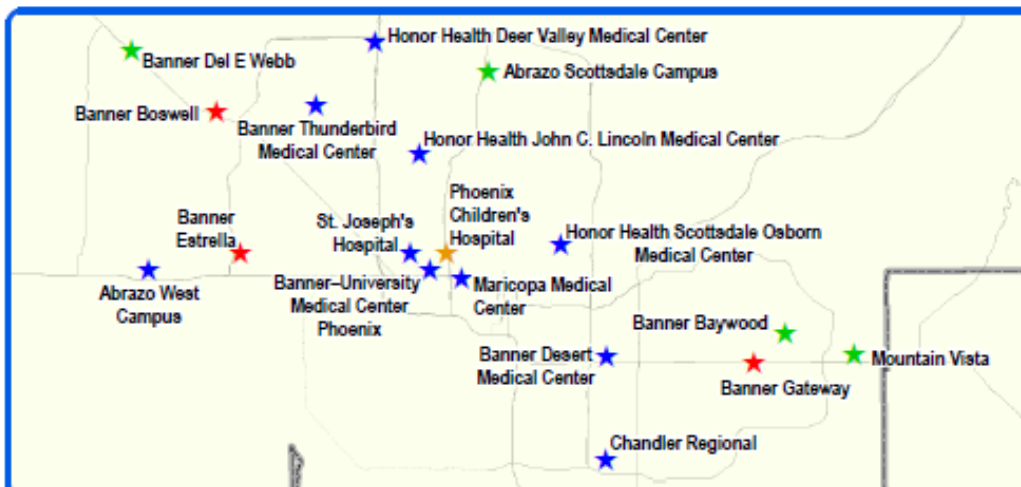 Honor Health Deer Valley Medical Center
Banner Del E Webb
Abrazo Scottsdale Campus
Banner Boswell
Banner Thunderbird
Medical Center
Honor Health John C. Lincoln Medical Center
Phoenix
Children's
Hospital
Banner
Estrella
St. Joseph's
Hospital
Honor Health Scottsdale Osborn
Medical Center
Abrazo West
Campus
Banner–University
Medical Center
Phoenix
Maricopa Medical
Center
Banner Baywood
Banner Desert
Medical Center
Mountain Vista
Banner Gateway
Chandler Regional